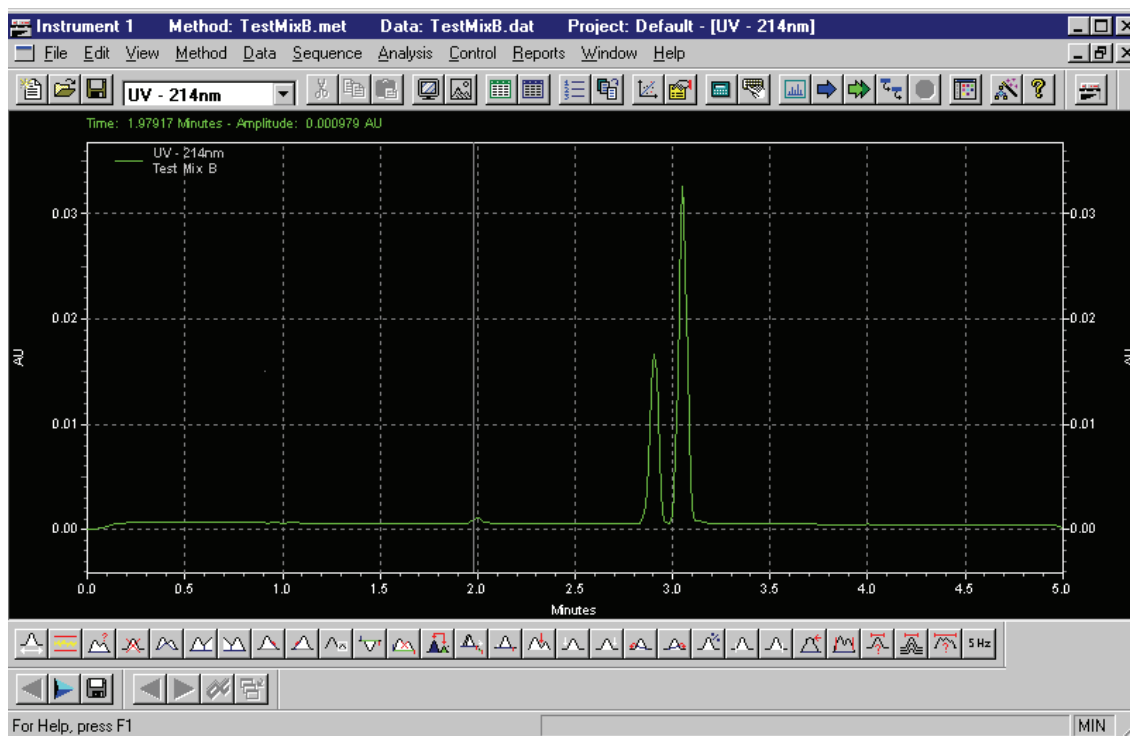 Instrument 1 Method: TestMixB.met Data: TestMixB.dat Project: Default - [UV - 214nm]
File Edit View Method Data Sequence Analysis Control Reports Window Help
UV - 214nm
Time: 1.97917 Minutes - Amplitude: 0.000979 AU
UV - 214nm
Test Mix B
0.03 0.03
0.02 0.02
AU AU
0.01 0.01
0.00 0.00
0.0 0.5 1.0 1.5 2.0 2.5 3.0 3.5 4.0 4.5 5.0
Minutes
5 Hz
For Help, press F1 MIN